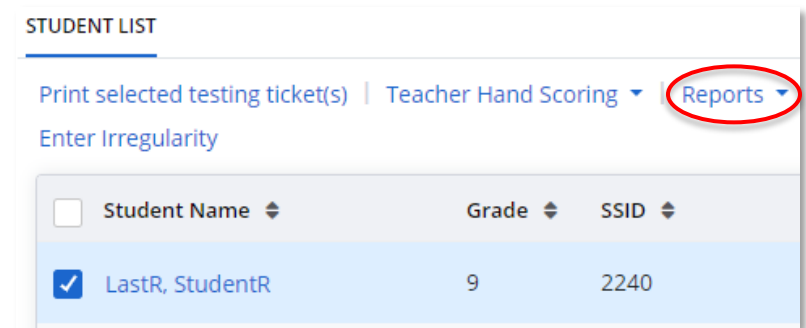 STUDENT LIST
Print selected testing ticket(s) | Teacher Hand Scoring | Reports
Enter Irregularity
Student Name Grade SSID
LastR, StudentR 9 2240